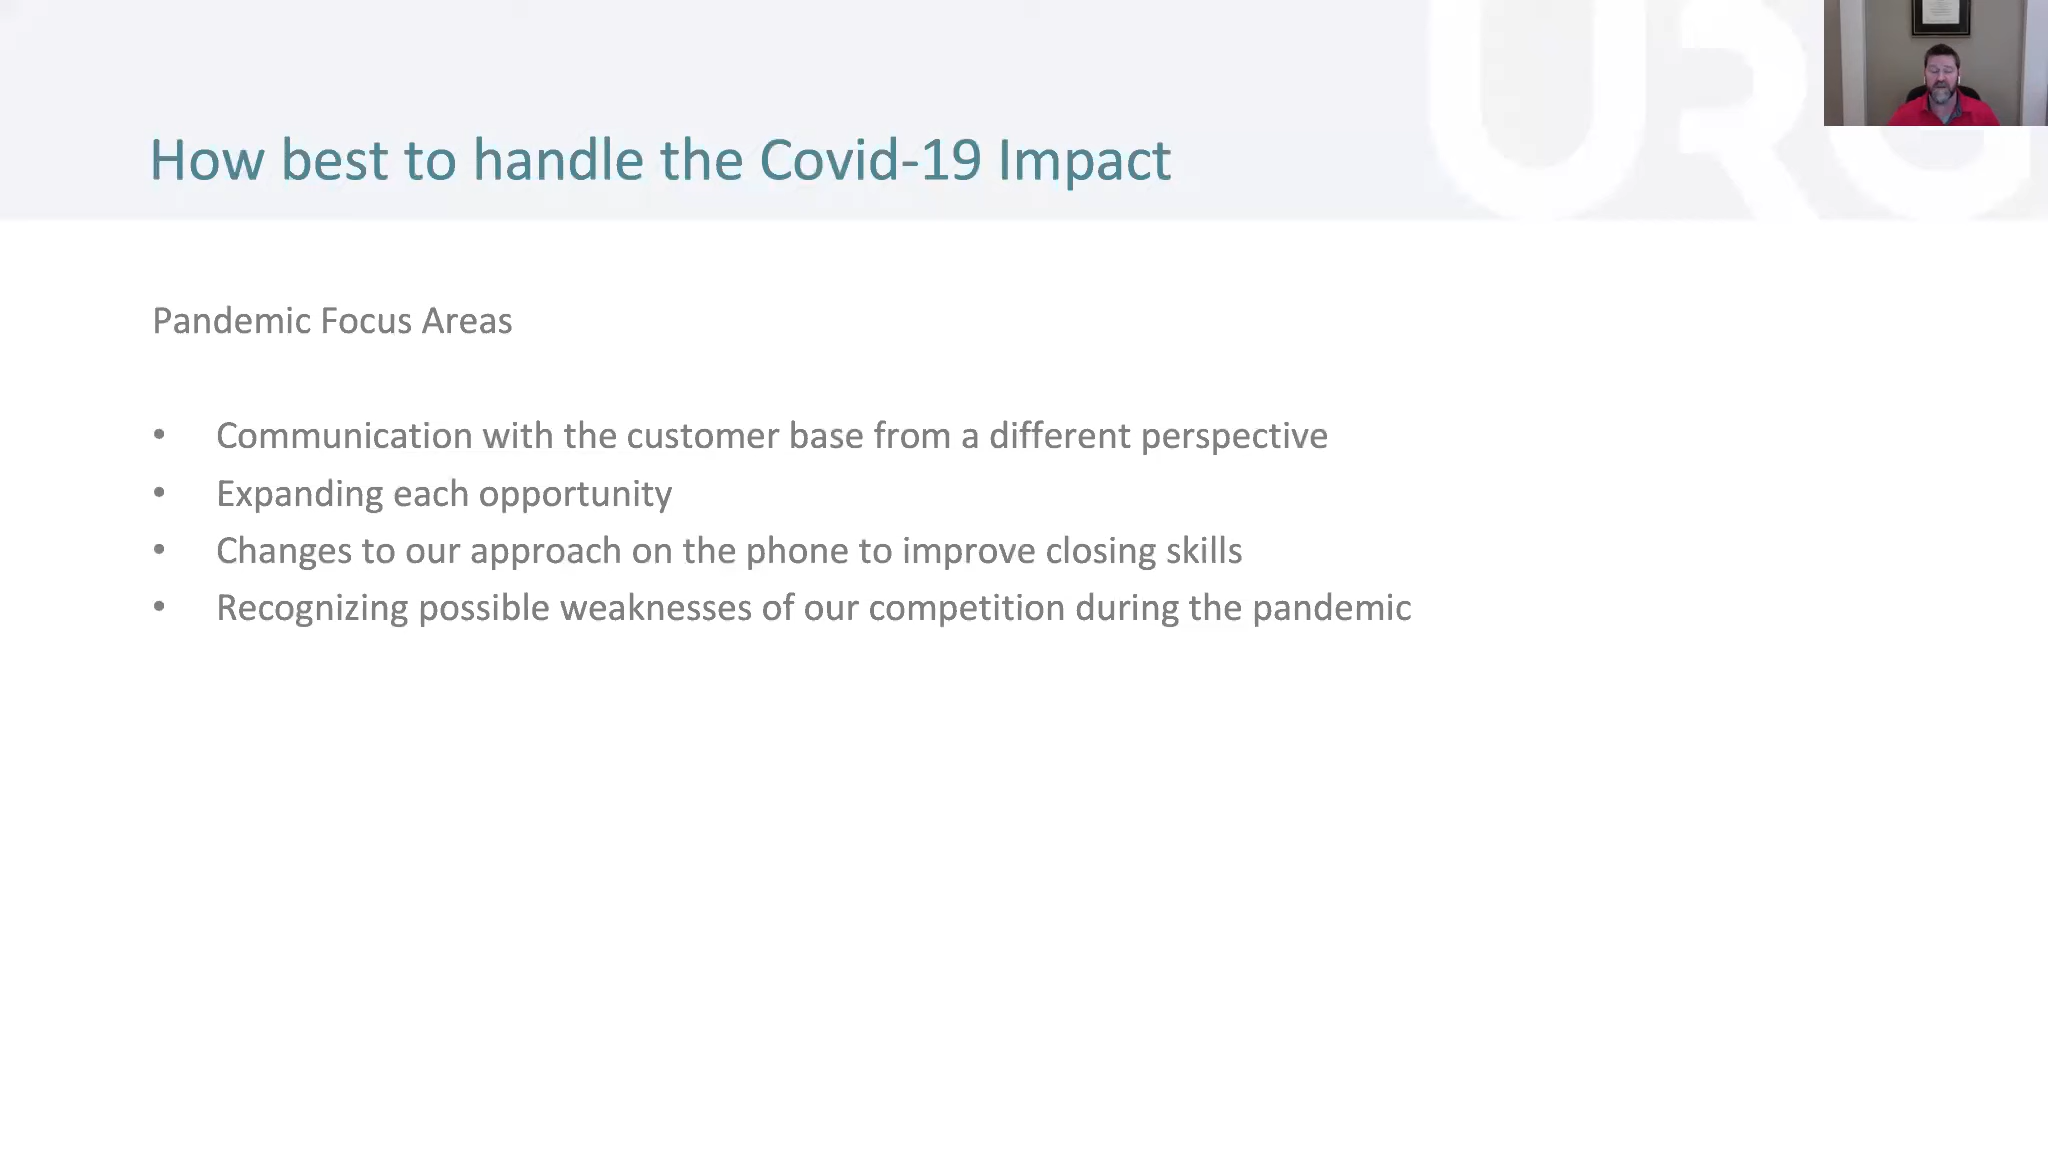 URG
How best to handle the Covid-19 Impact
Pandemic Focus Areas
• Communication with the customer base from a different perspective
• Expanding each opportunity
• Changes to our approach on the phone to improve closing skills
• Recognizing possible weaknesses of our competition during the pandemic